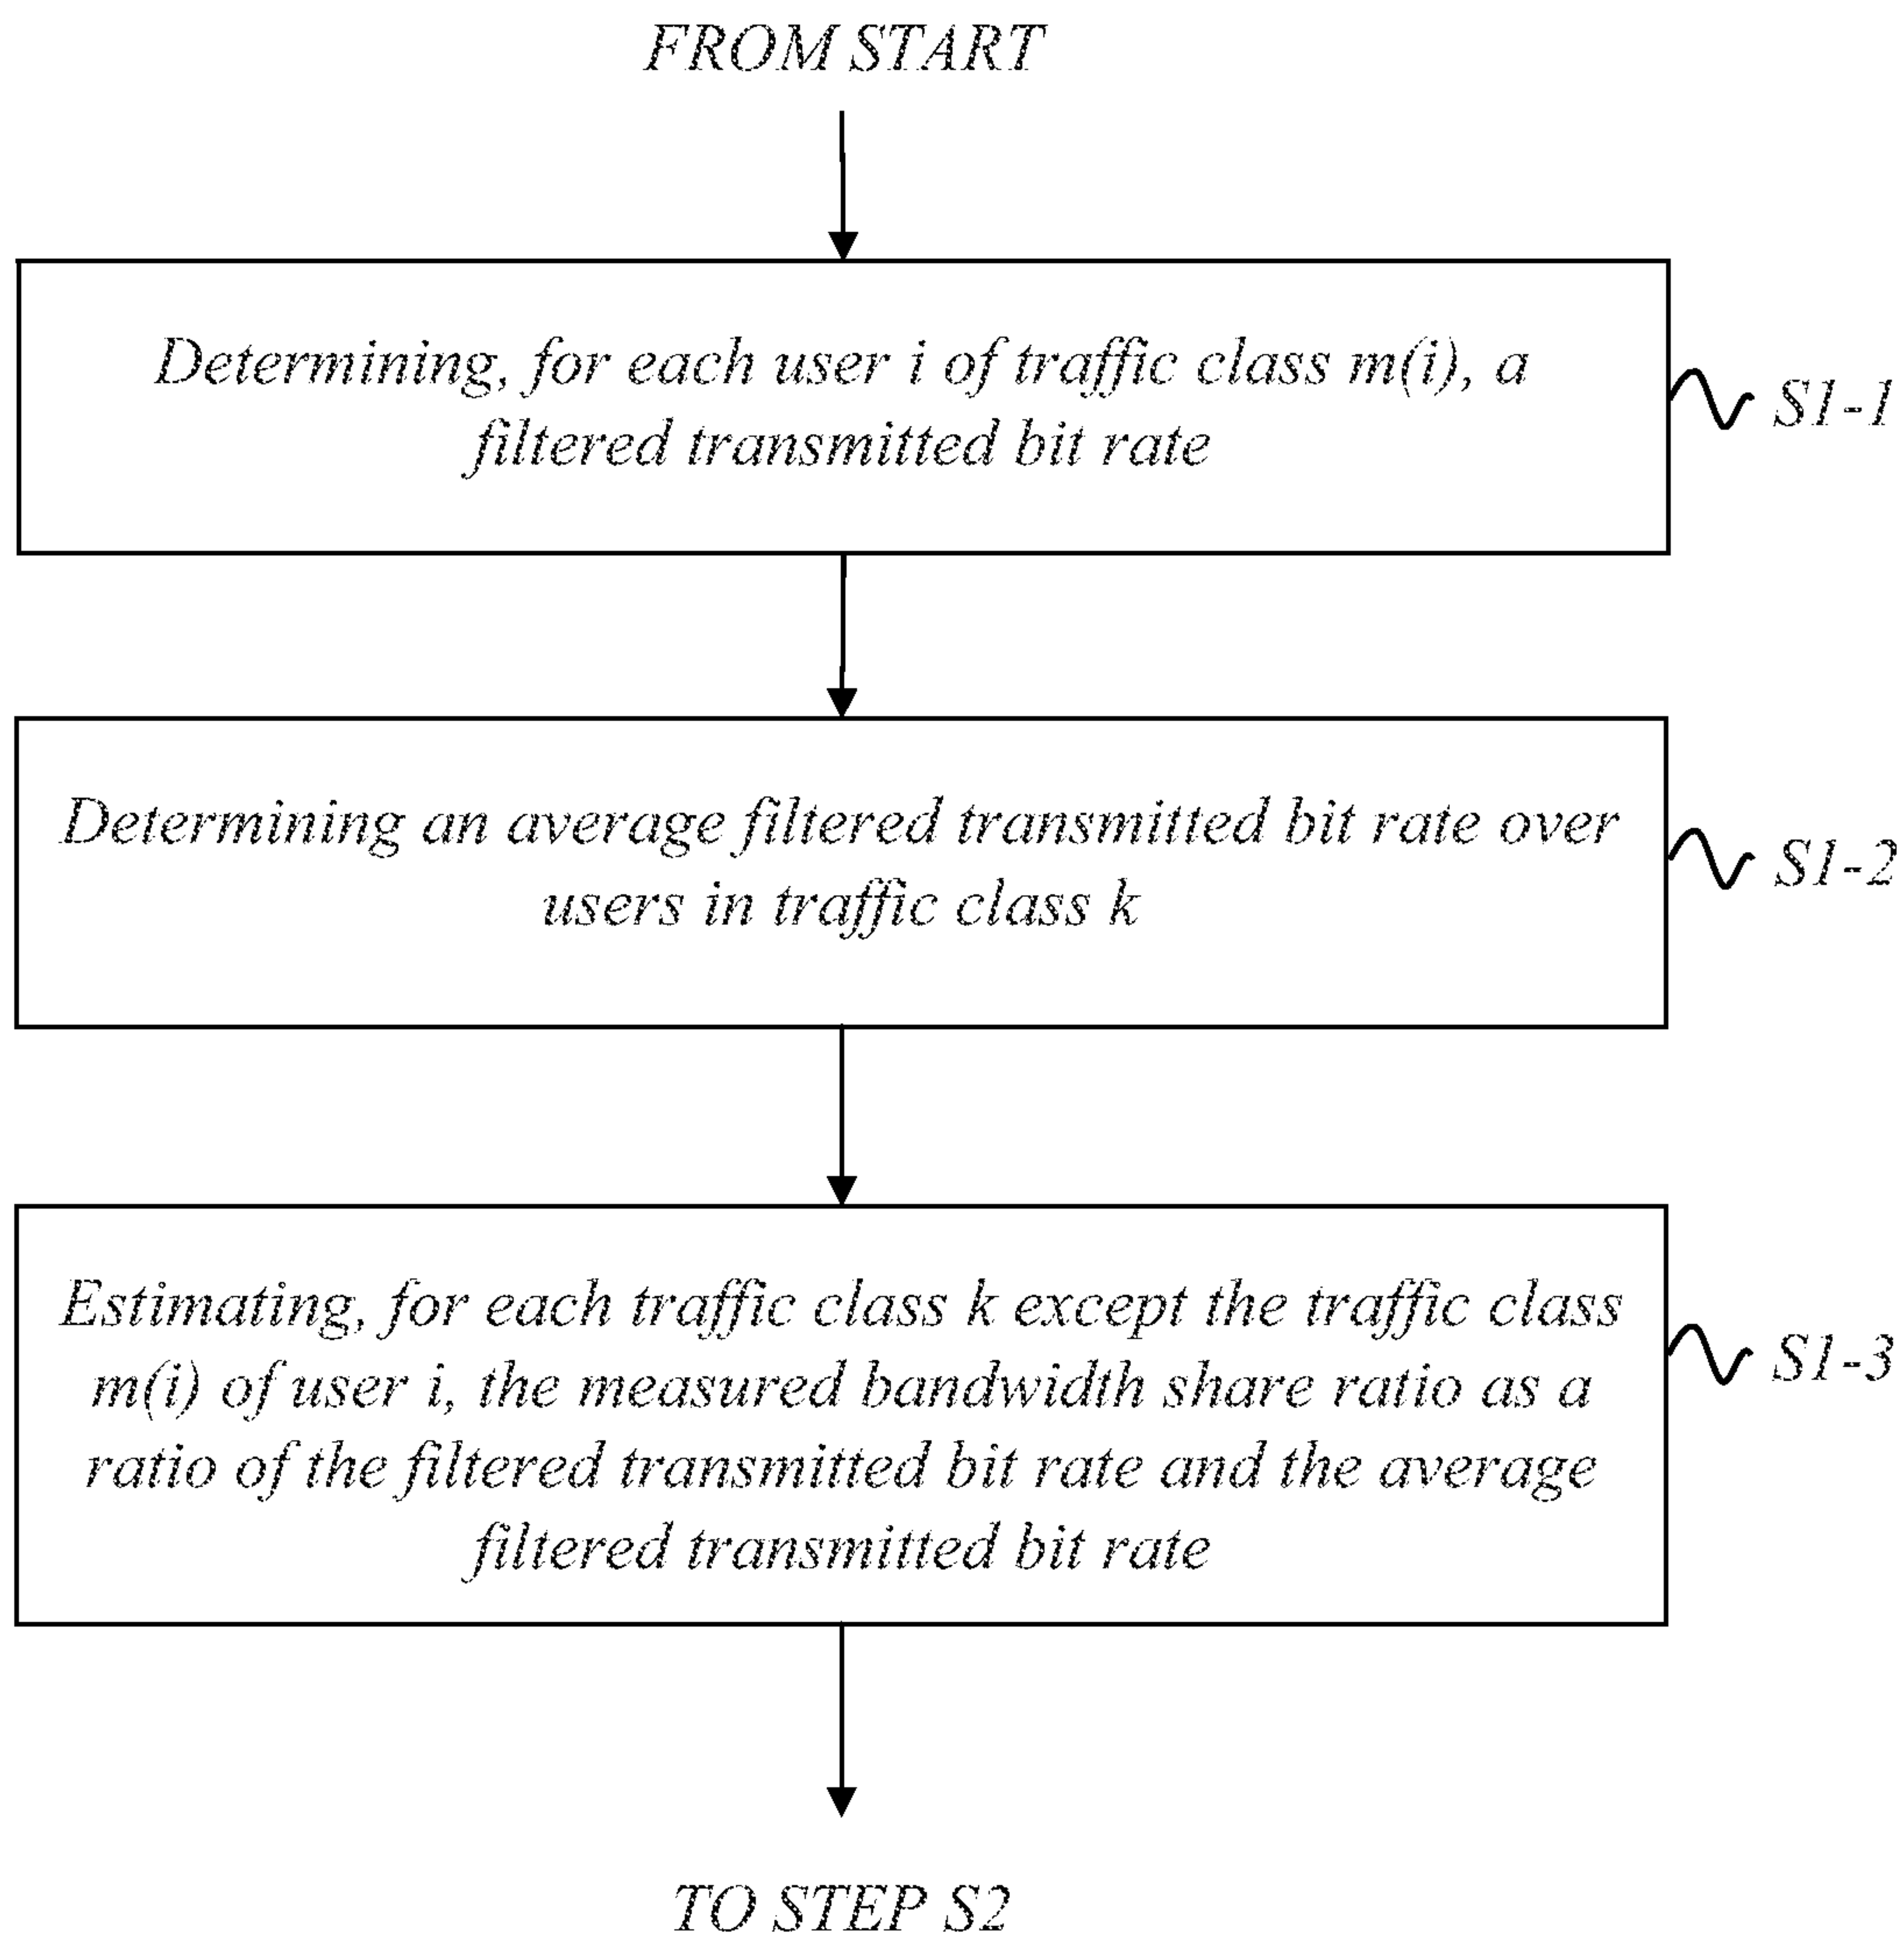 FROM START
Determining, for each user i of traffic class m(i), a
filtered transmitted bit rate
S1-1
Determining an average filtered transmitted bit rate over
users in traffic class k
S1-2
Estimating, for each traffic class k except the traffic class
m(i) of user i, the measured bandwidth share ratio as a
ratio of the filtered transmitted bit rate and the average
filtered transmitted bit rate
S1-3
TO STEP S2